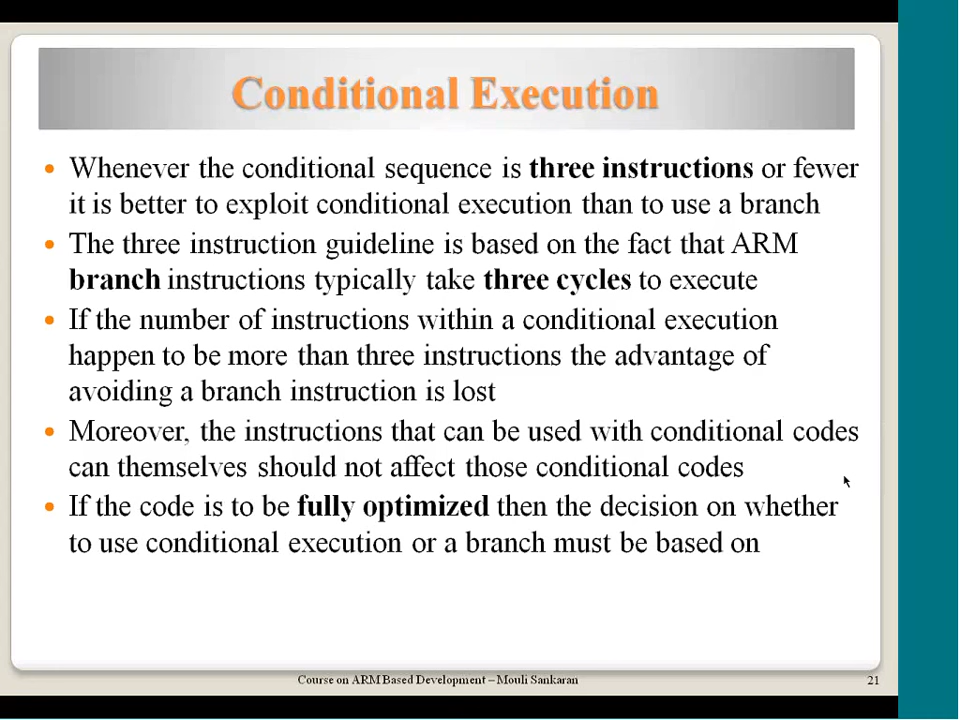 Conditional Execution
• Whenever the conditional sequence is three instructions or fewer
it is better to exploit conditional execution than to use a branch
• The three instruction guideline is based on the fact that ARM
branch instructions typically take three cycles to execute
• If the number of instructions within a conditional execution
happen to be more than three instructions the advantage of
avoiding a branch instruction is lost
• Moreover, the instructions that can be used with conditional codes
can themselves should not affect those conditional codes
• If the code is to be fully optimized then the decision on whether
to use conditional execution or a branch must be based on
Course on ARM Based Development – Mouli Sankaran
21